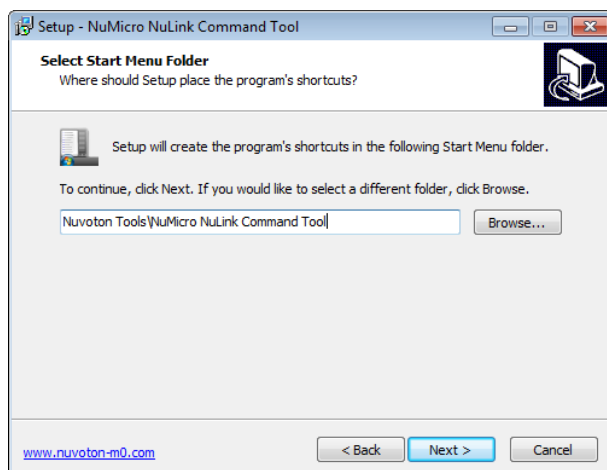 Setup - NuMicro NuLink Command Tool
Select Start Menu Folder
Where should Setup place the program's shortcuts?
Setup will create the program's shortcuts in the following Start Menu folder.
To continue, click Next. If you would like to select a different folder, click Browse.
Nuvoton Tools\NuMicro NuLink Command Tool
Browse...
www.nuvoton-m0.com
< Back
Next >
Cancel